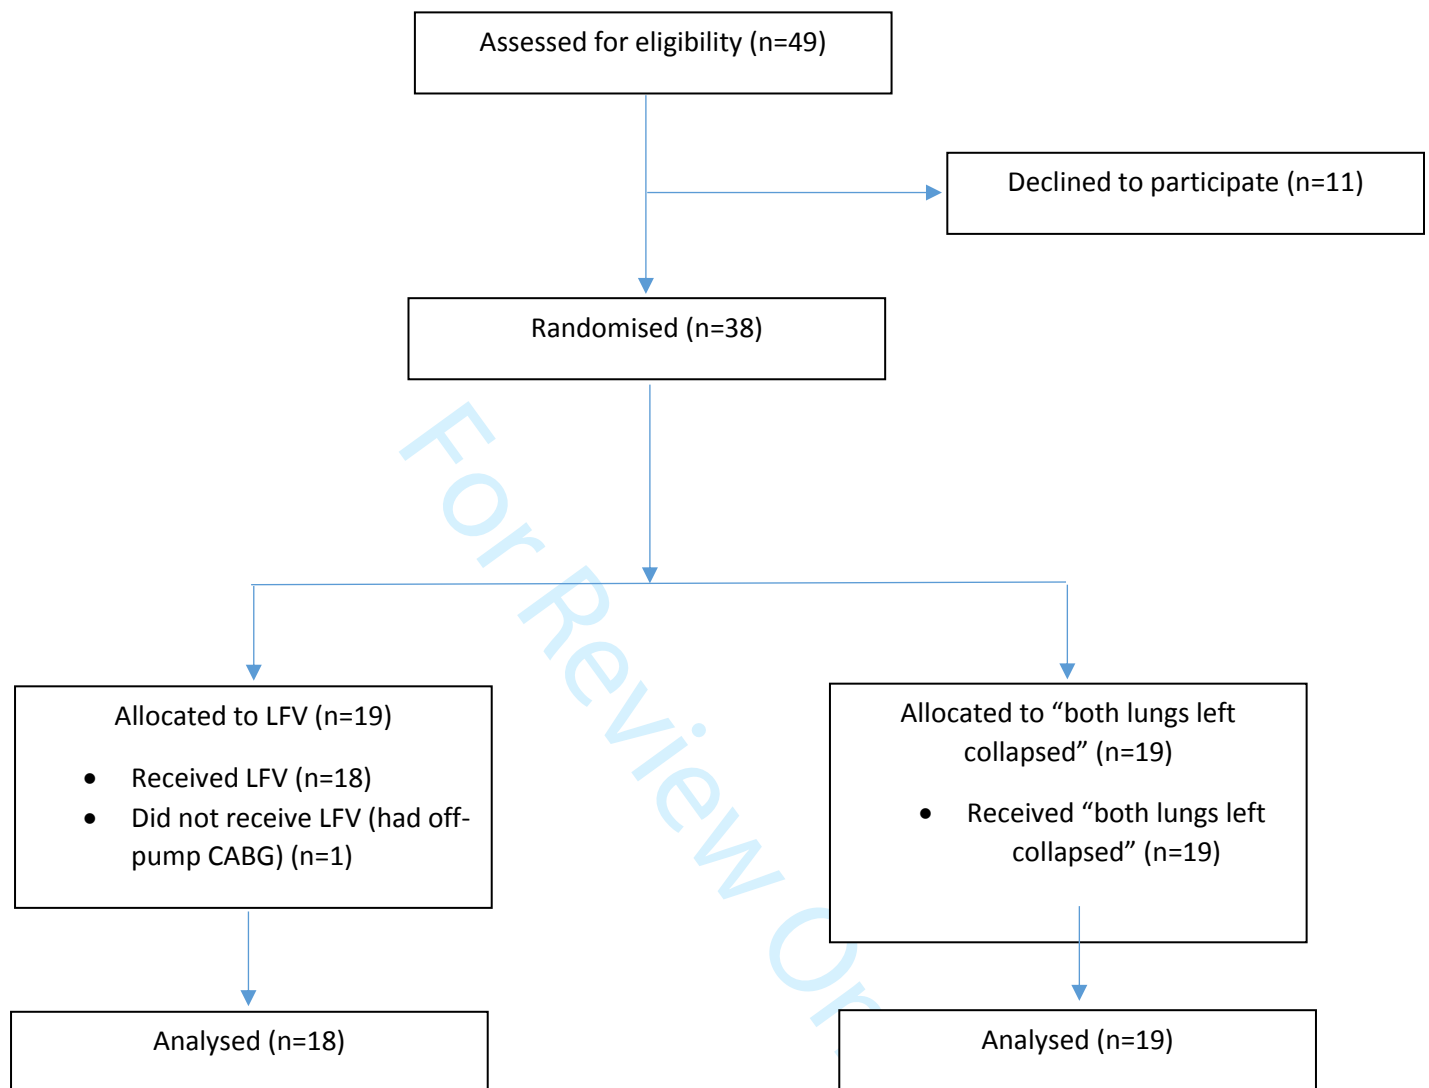 Assessed for eligibility (n=49)
Declined to participate (n=11)
Randomised (n=38)
Allocated to LFV (n=19)
• Received LFV (n=18)
• Did not receive LFV (had off-
pump CABG) (n=1)
Allocated to “both lungs left
collapsed” (n=19)
• Received “both lungs left
collapsed” (n=19)
Analysed (n=18)
Analysed (n=19)
For Review On